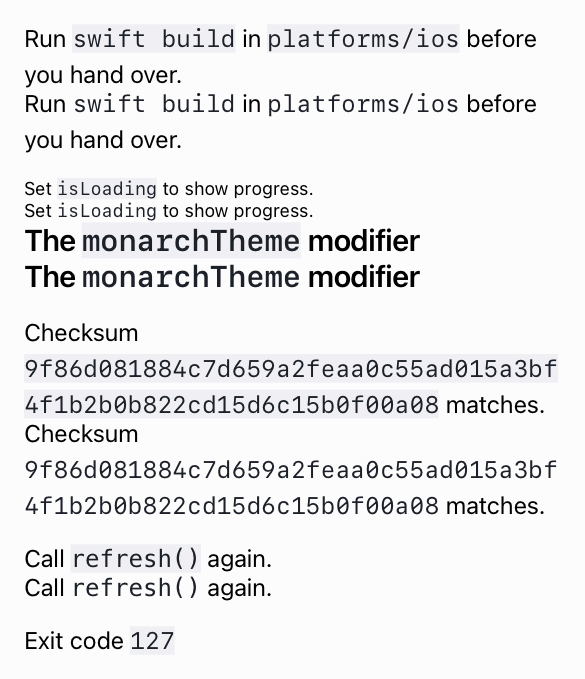 Run swift build in platforms/ios before
you hand over.
Run swift build in platforms/ios before
you hand over.
Set isLoading to show progress.
Set isLoading to show progress.
The monarchTheme modifier
The monarchTheme modifier
Checksum
9f86d081884c7d659a2feaa0c55ad015a3bf
4f1b2b0b822cd15d6c15b0f00a08 matches.
Checksum
9f86d081884c7d659a2feaa0c55ad015a3bf
4f1b2b0b822cd15d6c15b0f00a08 matches.
Call refresh() again.
Call refresh() again.
Exit code 127